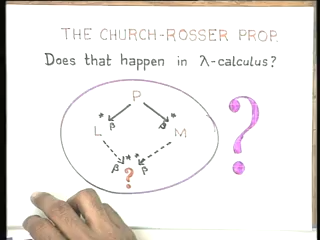 THE CHURCH-ROSSER PROP.
Does that happen in λ-calculus?
P
* β β *
L M
* *
β ? β
?